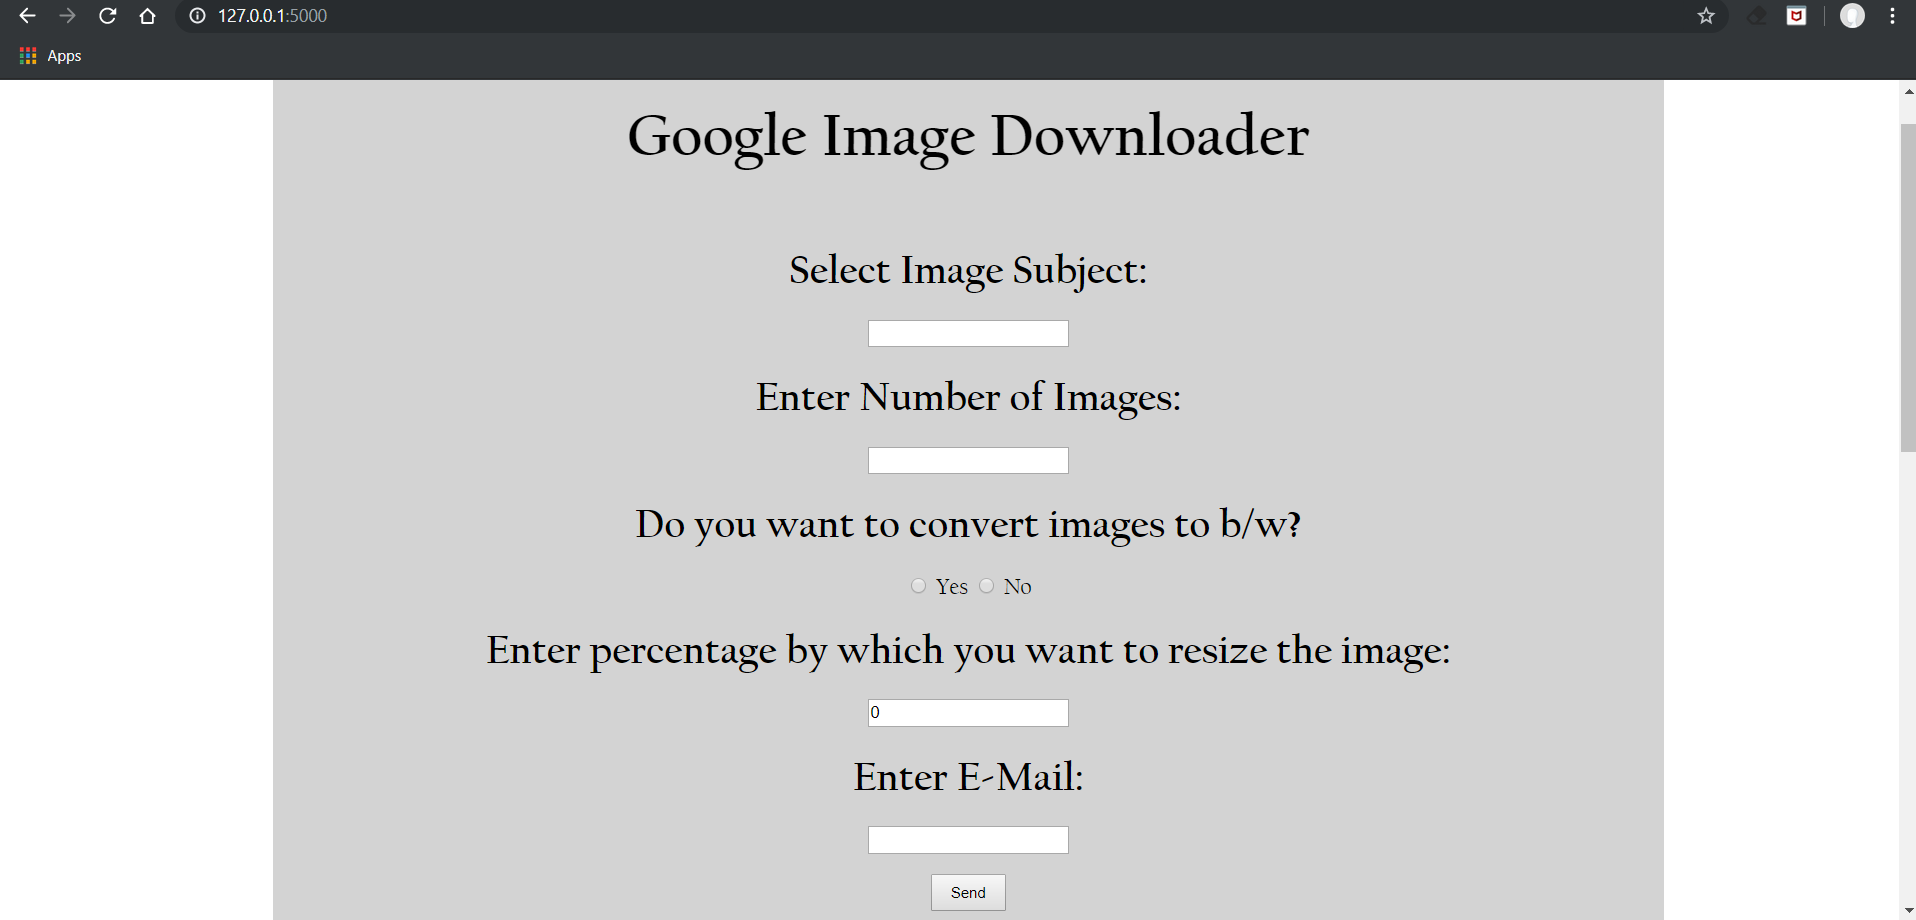 127.0.0.1:5000
Apps
Google Image Downloader
Select Image Subject:
Enter Number of Images:
Do you want to convert images to b/w?
Yes No
Enter percentage by which you want to resize the image:
0
Enter E-Mail:
Send